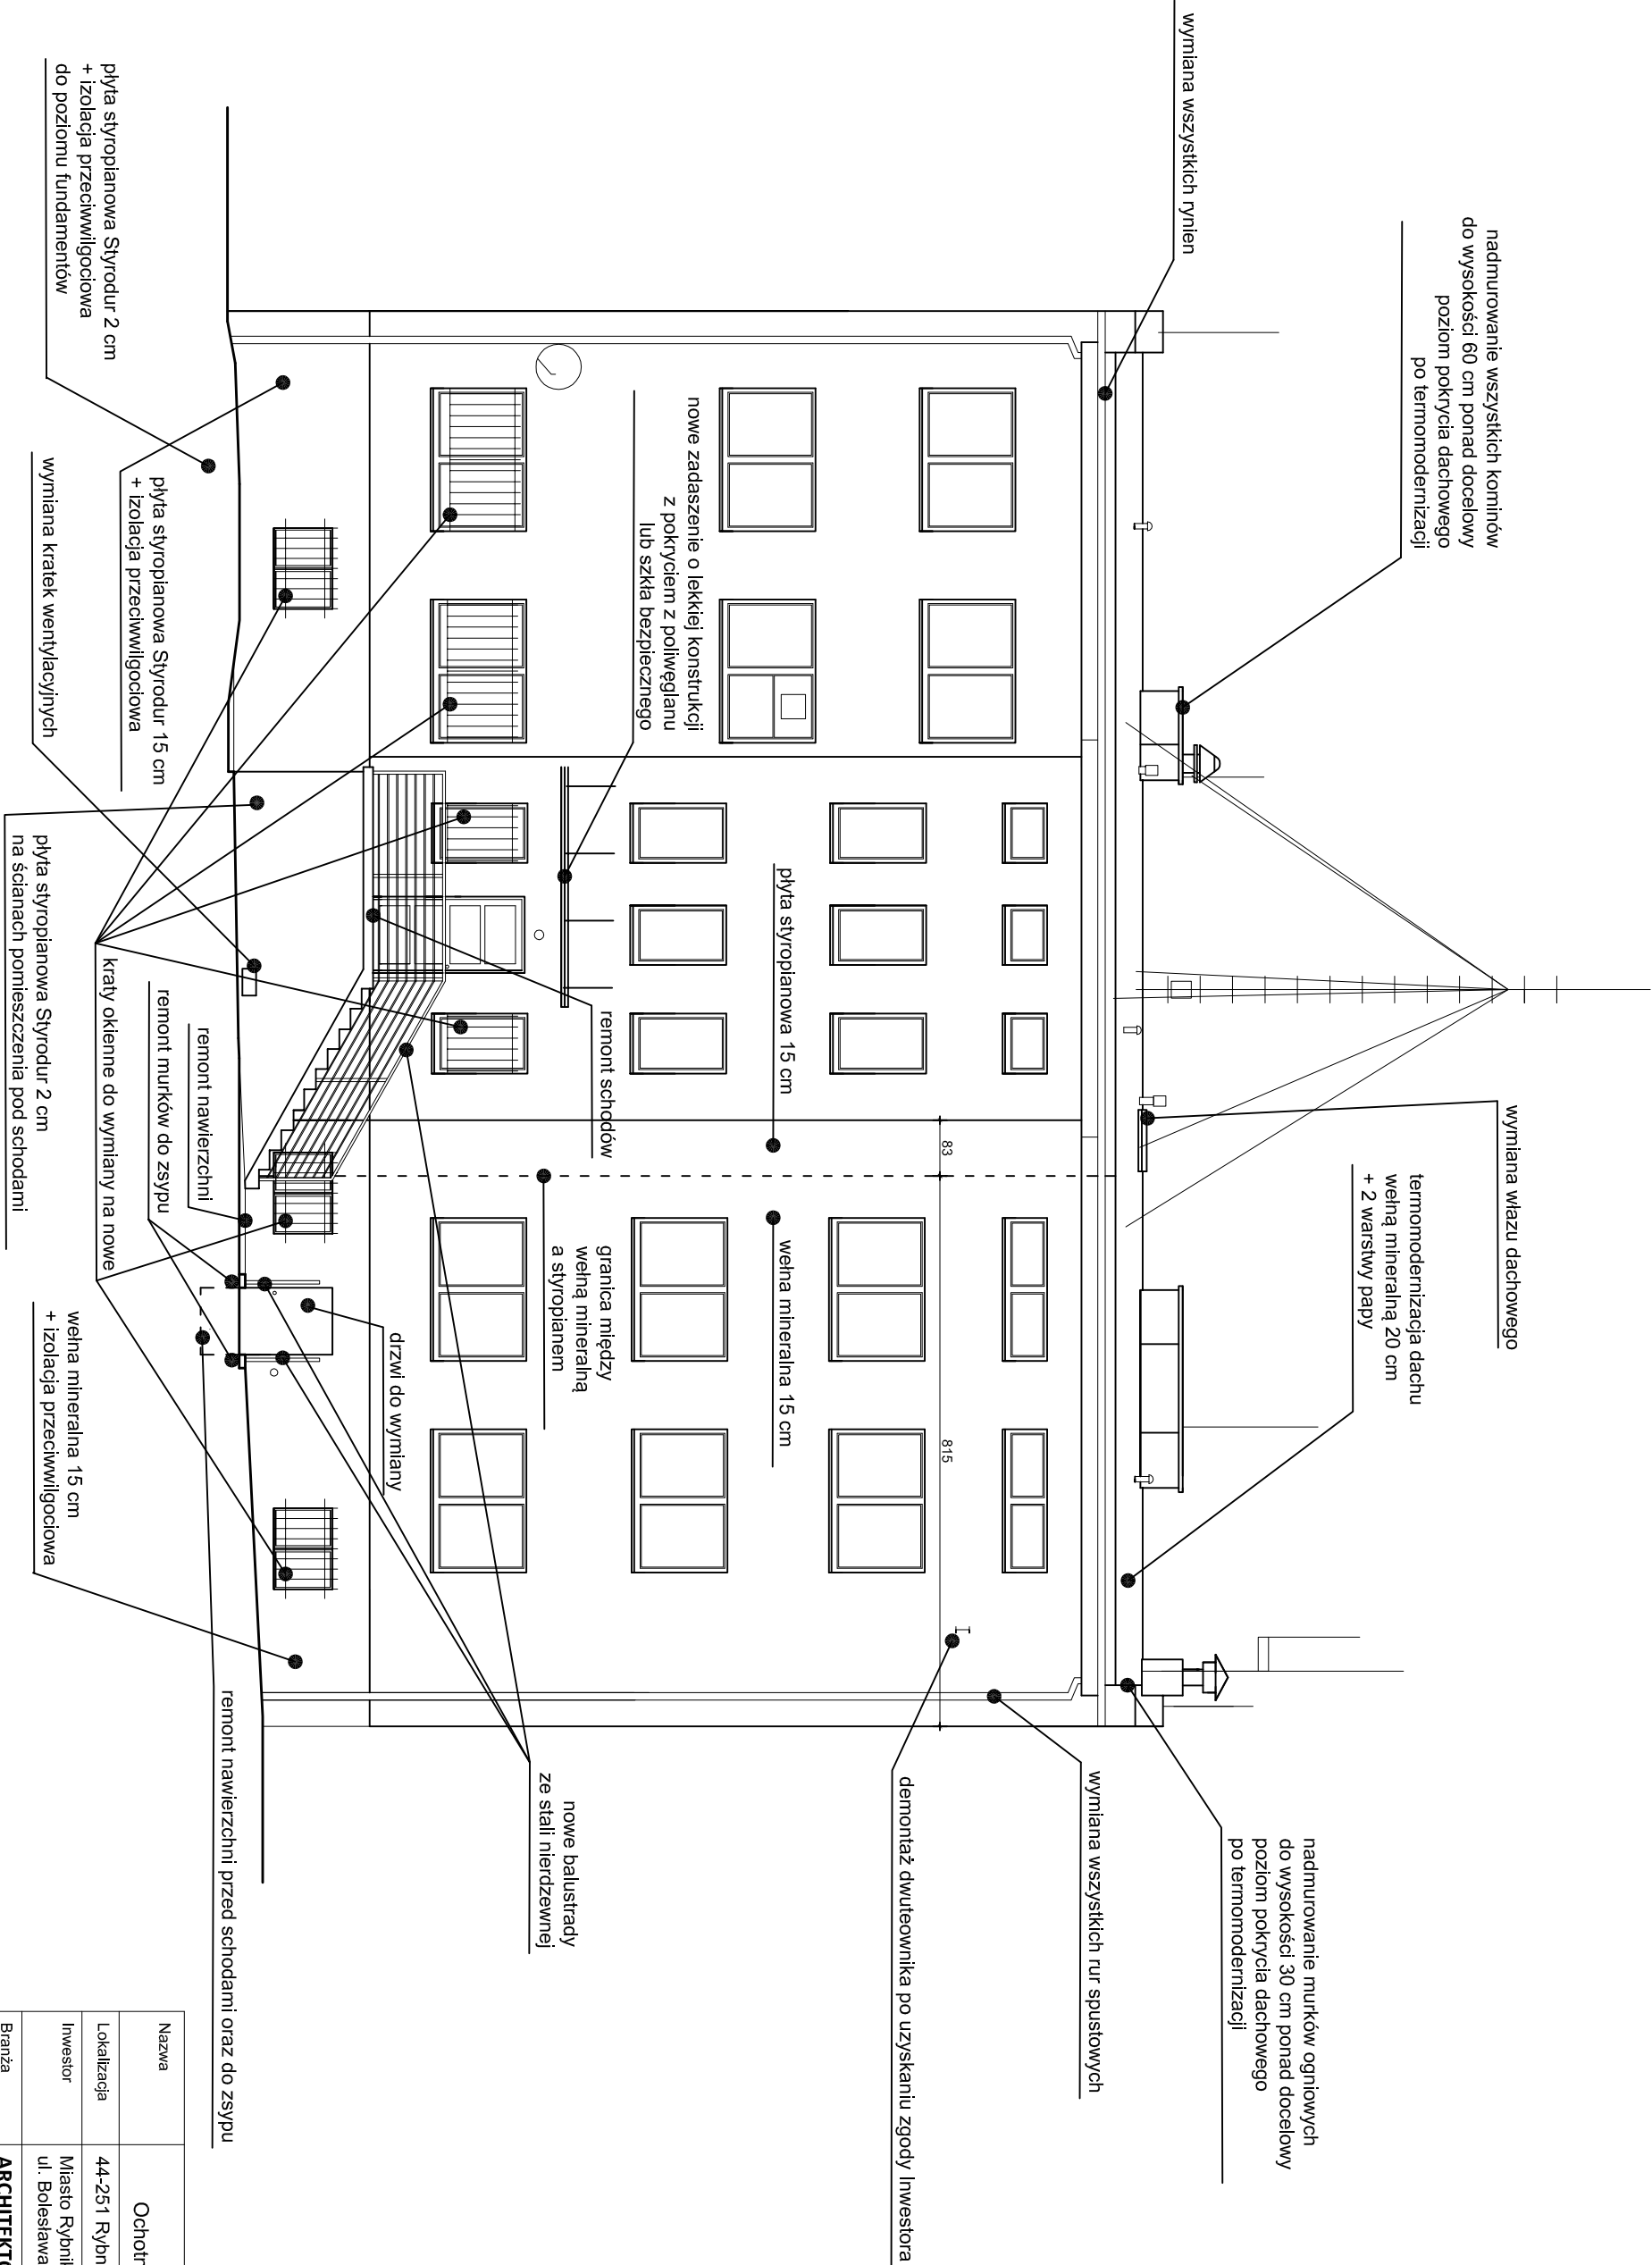 nadmurowanie wszystkich kominów
do wysokości 60 cm ponad docelowy
poziom pokrycia dachowego
po termomodernizacji
wymiana wszystkich rynien
wymiana włazu dachowego
termomodernizacja dachu
wełną mineralną 20 cm
+ 2 warstwy papy
nadmurowanie murków ogniowych
do wysokości 30 cm ponad docelowy
poziom pokrycia dachowego
po termomodernizacji
wymiana wszystkich rur spustowych
demontaż dwuteownika po uzyskaniu zgody Inwestora
83
815
płyta styropianowa 15 cm
wełna mineralna 15 cm
nowe zadaszenie o lekkiej konstrukcji
z pokryciem z poliwęglanu
lub szkła bezpiecznego
remont schodów
granica między
wełną mineralną
a styropianem
nowe balustrady
ze stali nierdzewnej
drzwi do wymiany
remont nawierzchni
remont murków do zsypu
remont nawierzchni przed schodami oraz do zsypu
kraty okienne do wymiany na nowe
płyta styropianowa Styrodur 2 cm
+ izolacja przeciwwilgociowa
do poziomu fundamentów
płyta styropianowa Styrodur 15 cm
+ izolacja przeciwwilgociowa
wymiana kratek wentylacyjnych
płyta styropianowa Styrodur 2 cm
na ścianach pomieszczenia pod schodami
wełna mineralna 15 cm
+ izolacja przeciwwilgociowa
Nazwa
Lokalizacja
44-251 Rybn
Inwestor
Miasto Rybnik
ul. Bolesława
Branża